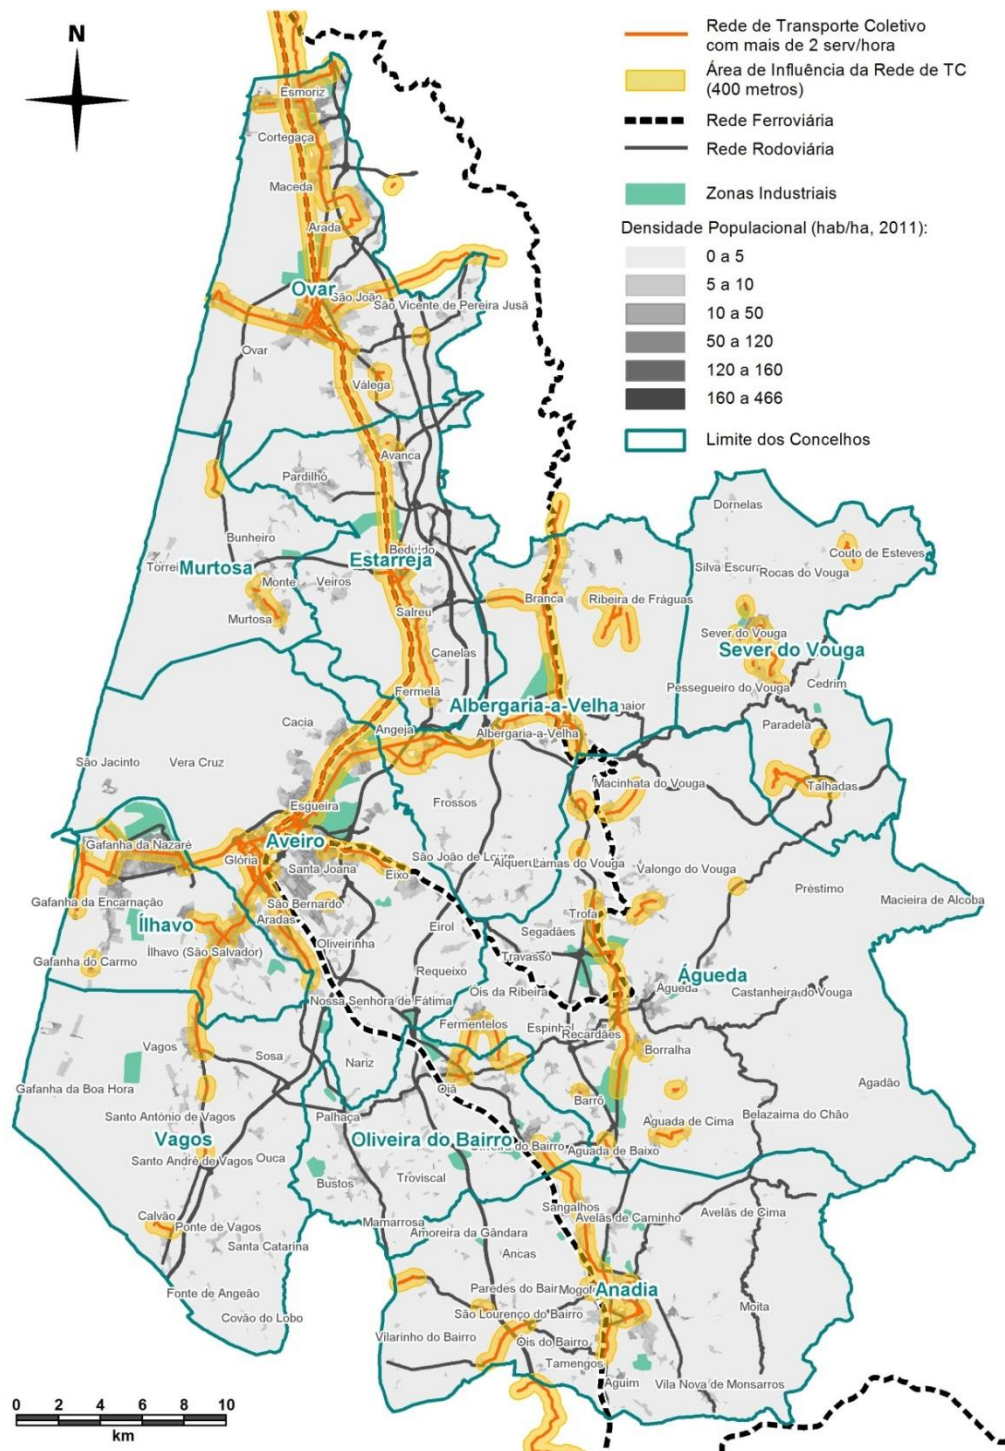 N
Rede de Transporte Coletivo
com mais de 2 serv/hora
Área de Influência da Rede de TC
(400 metros)
Rede Ferroviária
Rede Rodoviária
Zonas Industriais
Densidade Populacional (hab/ha, 2011):
0 a 5
5 a 10
10 a 50
50 a 120
120 a 160
160 a 466
Limite dos Concelhos
Esmoriz
Cortegaça
Maceda
Arada
Ovar
São João
São Vicente de Pereira Jusã
Ovar
Válega
Avanca
Pardilhó
Dornelas
Bunheiro
Beduído
Couto de Esteves
Torrei
Murtosa
Estarreja
Silva Escura
Rocas do Vouga
Monte
Veiros
Branca
Ribeira de Fráguas
Murtosa
Salreu
Sever do Vouga
Canelas
Sever do Vouga
Fermelã
Pessegueiro do Vouga
Cedrim
Albergaria-a-Velha
Cacia
Angeja
Albergaria-a-Velha
Paradela
São Jacinto
Vera Cruz
Macinhata do Vouga
Talhadas
Esgueira
Frossos
Aveiro
Gafanha da Nazaré
Glória
Santa Joana
Eixo
São João de Loure
Alqueru
Lamas do Vouga
Valongo do Vouga
Préstimo
Gafanha da Encarnação
São Bernardo
Macieira de Alcoba
Ílhavo
Aradas
Trofa
Eirol
Segadães
Ílhavo (São Salvador)
Oliveirinha
Gafanha do Carmo
Requeixo
Travassô
Águeda
Águeda
Nossa Senhora de Fátima
Óis da Ribeira
Castanheira do Vouga
Fermentelos
Espinhel
Recardães
Vagos
Sosa
Nariz
Borralha
Gafanha da Boa Hora
Oiã
Agadão
Santo António de Vagos
Palhaça
Barrô
Belazaima do Chão
Aguada de Cima
Vagos
Oliveira do Bairro
do Bairro
Aguada de Baixo
Santo André de Vagos
Ouca
Bustos
Troviscal
Sangalhos
Calvão
Ponte de Vagos
Mamarrosa
Amoreira da Gândara
Avelãs de Caminho
Avelãs de Cima
Santa Catarina
Ancas
Fonte de Angeão
Paredes do Bair
Mogofo
Anadia
Covão do Lobo
São Lourenço do Bairro
Moita
Vilarinho do Bairro
Óis do Bairro
Tamengos
Aguim
Vila Nova de Monsarros
0 2 4 6 8 10
km